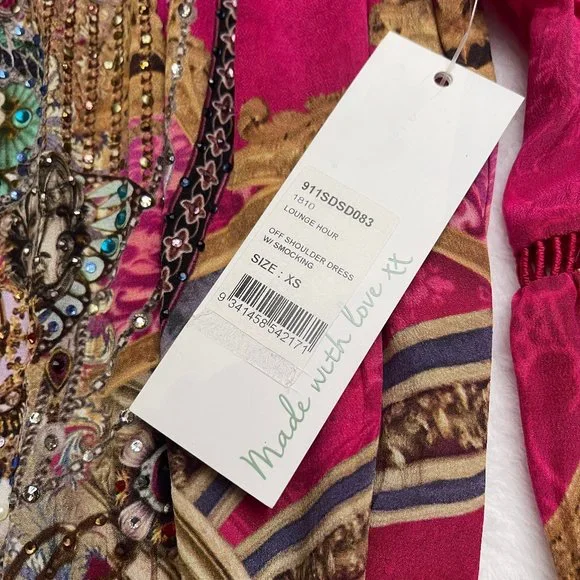 911SDSD083
1810
LOUNGE HOUR
OFF SHOULDER DRESS
W/ SMOCKING
SIZE : XS
9 341458 542171
Made with love xx